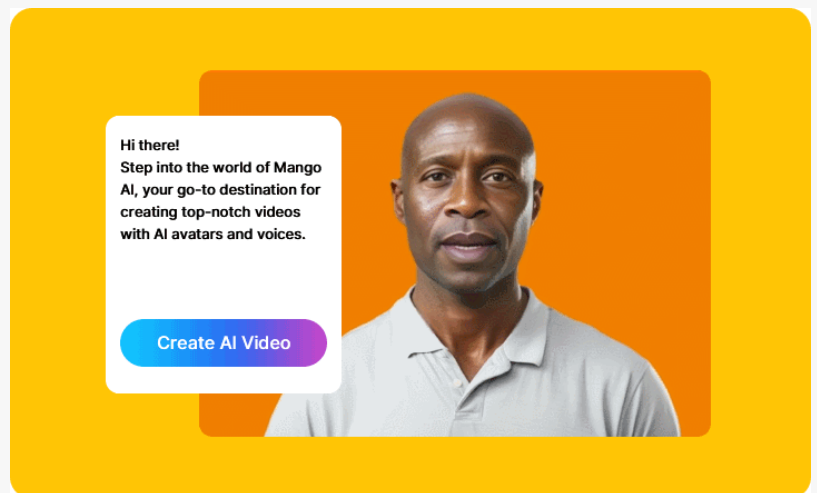 Hi there!
Step into the world of Mango
AI, your go-to destination for
creating top-notch videos
with AI avatars and voices.
Create AI Video